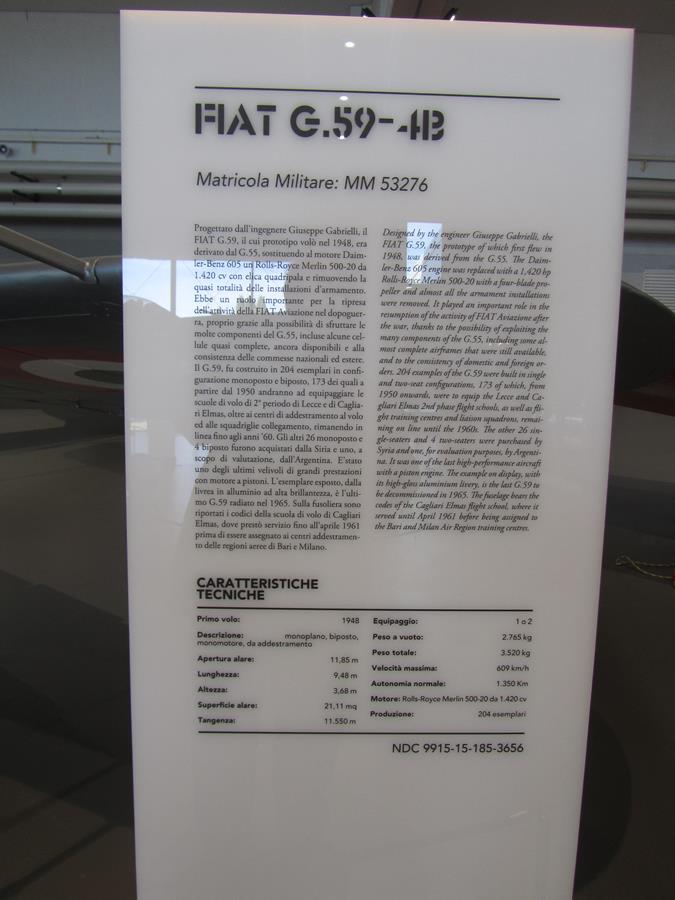 FIAT G.59-4B
Matricola Militare: MM 53276
Progettato dall'ingegnere Giuseppe Gabrielli, il
FIAT G.59, il cui prototipo volò nel 1948, era
derivato dal G.55, sostituendo al motore Daim-
ler-Benz 605 un Rolls-Royce Merlin 500-20 da
1.420 cv con elica quadripala e rimuovendo la
quasi totalità delle installazioni d'armamento.
Ebbe un ruolo importante per la ripresa
dell'attività della FIAT Aviazione nel dopoguer-
ra, proprio grazie alla possibilità di sfruttare le
molte componenti del G.55, incluse alcune cel-
lule quasi complete, ancora disponibili e alla
consistenza delle commesse nazionali ed estere.
Il G.59, fu costruito in 204 esemplari in confi-
gurazione monoposto e biposto, 173 dei quali a
partire dal 1950 andarono ad equipaggiare le
scuole di volo di 2° periodo di Lecce e di Caglia-
ri Elmas, oltre ai centri di addestramento al volo
ed alle squadriglie collegamento, rimanendo in
linea fino agli anni '60. Gli altri 26 monoposto e
4 biposto furono acquistati dalla Siria e uno, a
scopo di valutazione, dall'Argentina. E'stato
uno degli ultimi velivoli di grandi prestazioni
con motore a pistoni. L'esemplare esposto, dalla
livrea in alluminio ad alta brillantezza, è l'ulti-
mo G.59 radiato nel 1965. Sulla fusoliera sono
riportati i codici della scuola di volo di Cagliari
Elmas, dove prestò servizio fino all'aprile 1961
prima di essere assegnato ai centri addestramen-
to delle regioni aeree di Bari e Milano.
Designed by the engineer Giuseppe Gabrielli, the
FIAT G.59, the prototype of which first flew in
1948, was derived from the G.55. The Daim-
ler-Benz 605 engine was replaced with a 1,420 hp
Rolls-Royce Merlin 500-20 with a four-blade pro-
peller and almost all the armament installations
were removed. It played an important role in the
resumption of the activity of FIAT Aviazione after
the war, thanks to the possibility of exploiting the
many components of the G.55, including some al-
most complete airframes that were still available,
and to the consistency of domestic and foreign or-
ders. 204 examples of the G.59 were built in single
and two-seat configurations, 173 of which, from
1950 onwards, were to equip the Lecce and Ca-
gliari Elmas 2nd phase flight schools, as well as fli-
ght training centres and liaison squadrons, remai-
ning on line until the 1960s. The other 26 sin-
gle-seaters and 4 two-seaters were purchased by
Syria and one, for evaluation purposes, by Argenti-
na. It was one of the last high-performance aircraft
with a piston engine. The example on display, with
its high-gloss aluminium livery, is the last G.59 to
be decommissioned in 1965. The fuselage bears the
codes of the Cagliari Elmas flight school, where it
served until April 1961 before being assigned to
the Bari and Milan Air Region training centres.
CARATTERISTICHE
TECNICHE
Primo volo: 1948
Descrizione: monoplano, biposto,
monomotore, da addestramento
Apertura alare: 11,85 m
Lunghezza: 9,48 m
Altezza: 3,68 m
Superficie alare: 21,11 mq
Tangenza: 11.550 m
Equipaggio: 1 o 2
Peso a vuoto: 2.765 kg
Peso totale: 3.520 kg
Velocità massima: 609 km/h
Autonomia normale: 1.350 Km
Motore: Rolls-Royce Merlin 500-20 da 1.420 cv
Produzione: 204 esemplari
NDC 9915-15-185-3656